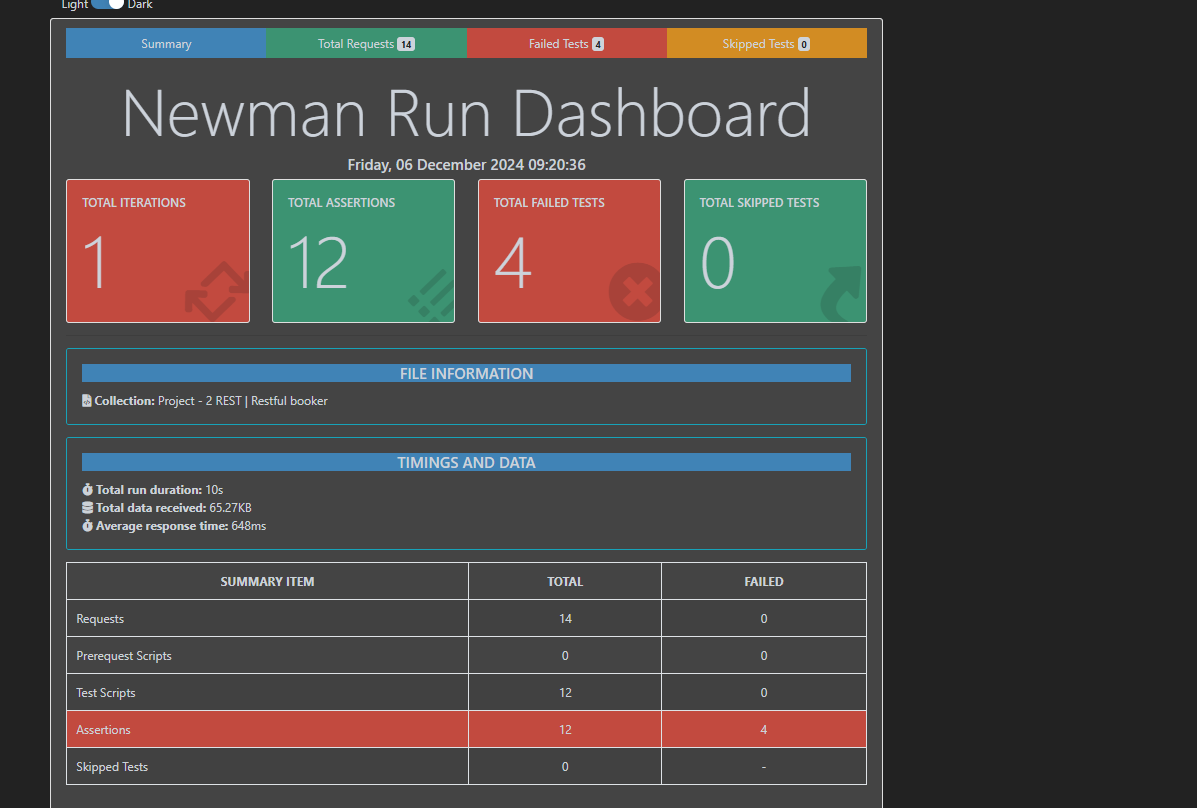 Light Dark
Summary Total Requests 14 Failed Tests 4 Skipped Tests 0
Newman Run Dashboard
Friday, 06 December 2024 09:20:36
TOTAL ITERATIONS TOTAL ASSERTIONS TOTAL FAILED TESTS TOTAL SKIPPED TESTS
1 12 4 0
FILE INFORMATION
Collection: Project - 2 REST | Restful booker
TIMINGS AND DATA
Total run duration: 10s
Total data received: 65.27KB
Average response time: 648ms
SUMMARY ITEM TOTAL FAILED
Requests 14 0
Prerequest Scripts 0 0
Test Scripts 12 0
Assertions 12 4
Skipped Tests 0 -